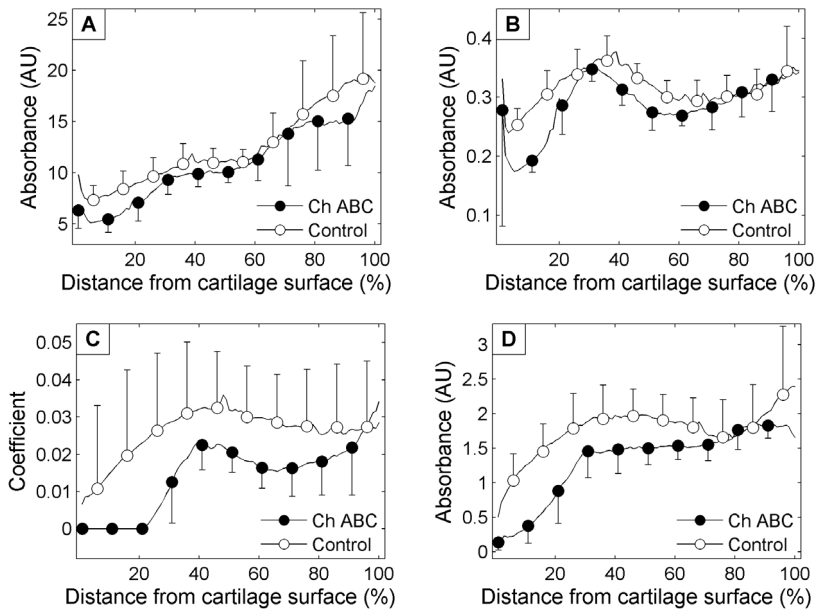 A
Absorbance (AU)
25
20
15
10
5
Ch ABC
Control
20 40 60 80 100
Distance from cartilage surface (%)
B
Absorbance (AU)
0.4
0.3
0.2
0.1
Ch ABC
Control
20 40 60 80 100
Distance from cartilage surface (%)
C
Coefficient
0.05
0.04
0.03
0.02
0.01
0
Ch ABC
Control
20 40 60 80 100
Distance from cartilage surface (%)
D
Absorbance (AU)
3
2.5
2
1.5
1
0.5
0
Ch ABC
Control
20 40 60 80 100
Distance from cartilage surface (%)